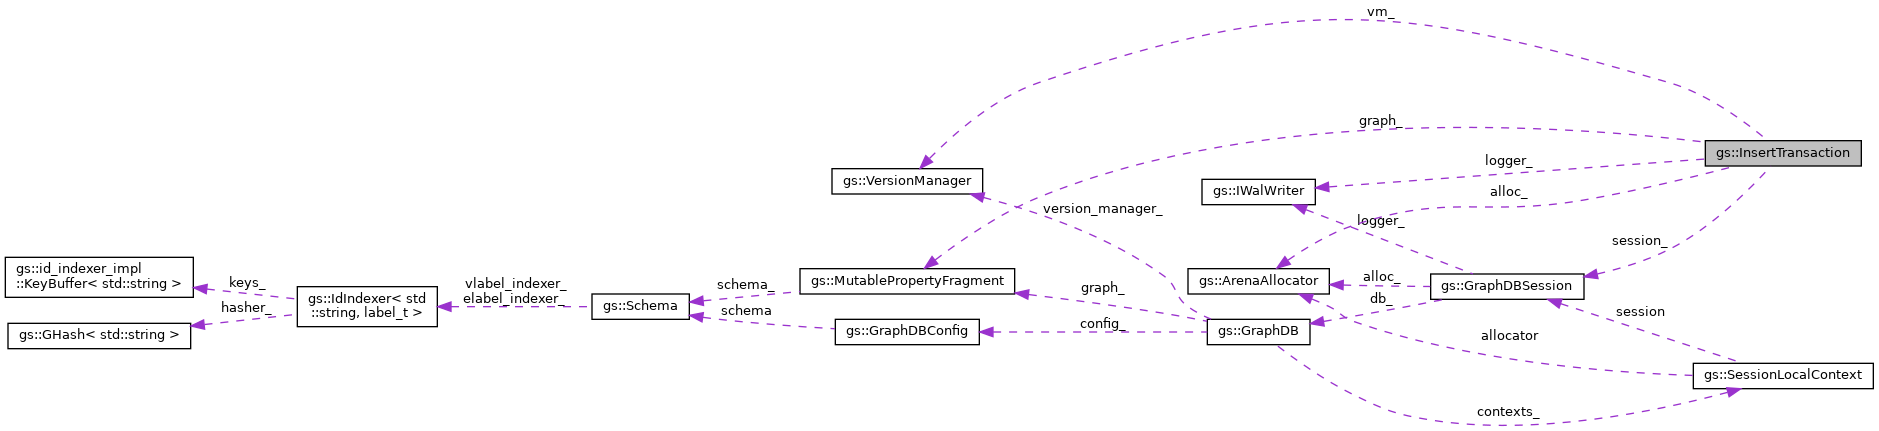 vm_
graph_
gs::InsertTransaction
logger_
gs::VersionManager
gs::IWalWriter
alloc_
version_manager_
logger_
session_
gs::id_indexer_impl
::KeyBuffer< std::string >
keys_
vlabel_indexer_
elabel_indexer_
schema_
gs::MutablePropertyFragment
graph_
gs::ArenaAllocator
alloc_
gs::GraphDBSession
gs::IdIndexer< std
::string, label_t >
hasher_
gs::Schema
db_
gs::GHash< std::string >
schema
gs::GraphDBConfig
config_
gs::GraphDB
session
allocator
gs::SessionLocalContext
contexts_